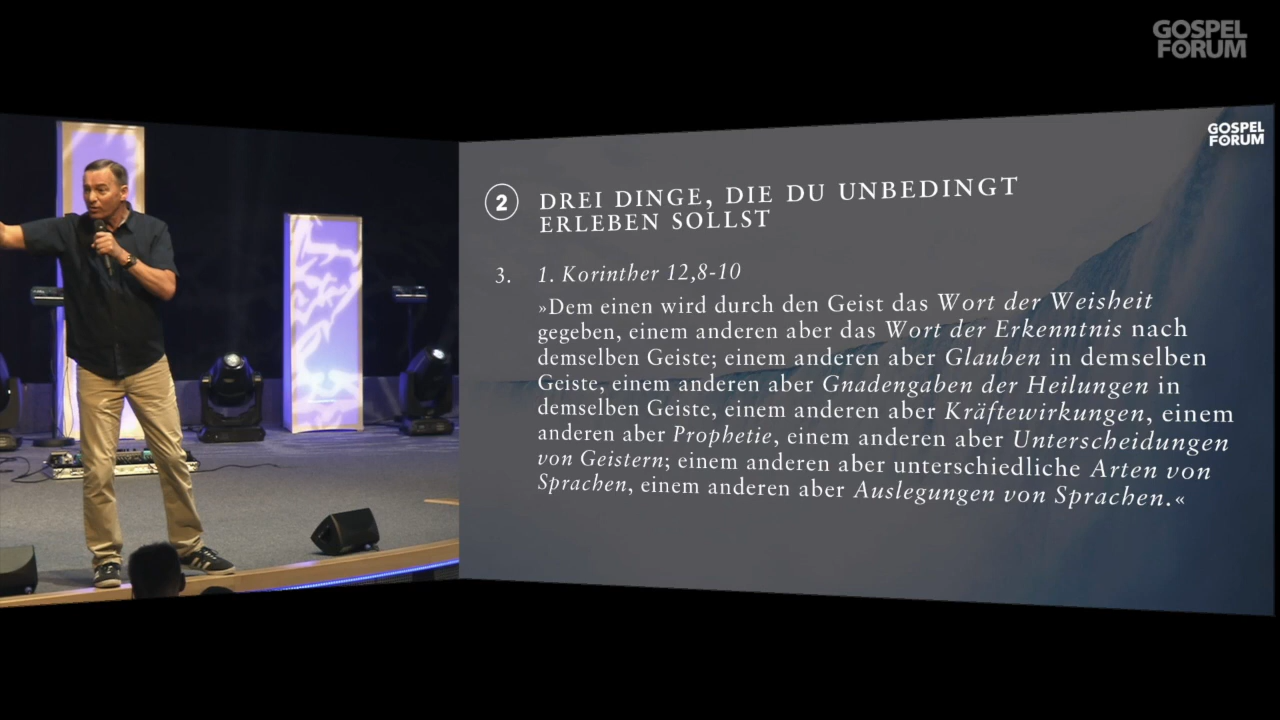 GOSPEL
FORUM
GOSPEL
FORUM
2 DREI DINGE, DIE DU UNBEDINGT
ERLEBEN SOLLST
3. 1. Korinther 12,8-10
»Dem einen wird durch den Geist das Wort der Weisheit
gegeben, einem anderen aber das Wort der Erkenntnis nach
demselben Geiste; einem anderen aber Glauben in demselben
Geiste, einem anderen aber Gnadengaben der Heilungen in
demselben Geiste, einem anderen aber Kräftewirkungen, einem
anderen aber Prophetie, einem anderen aber Unterscheidungen
von Geistern; einem anderen aber unterschiedliche Arten von
Sprachen, einem anderen aber Auslegungen von Sprachen.«